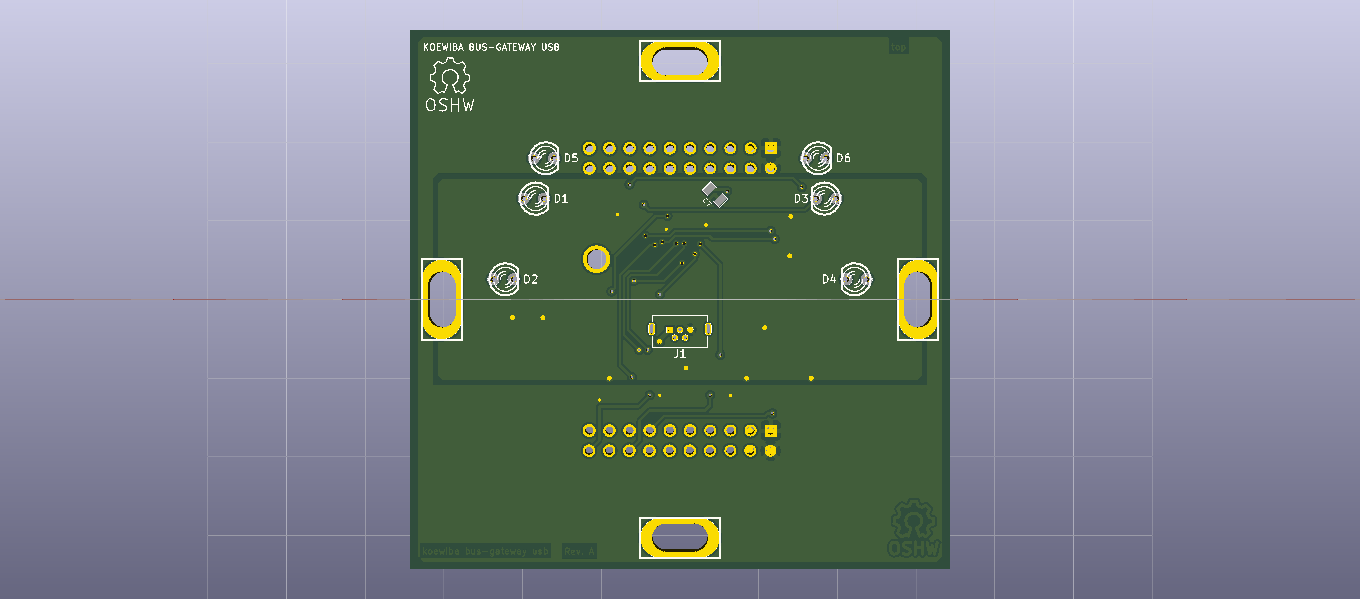 KOEWIBA BUS-GATEWAY USB
top
OSHW
D5
D6
D1
D3
D2
D4
J1
OSHW
koewiba bus-gateway usb
Rev. A